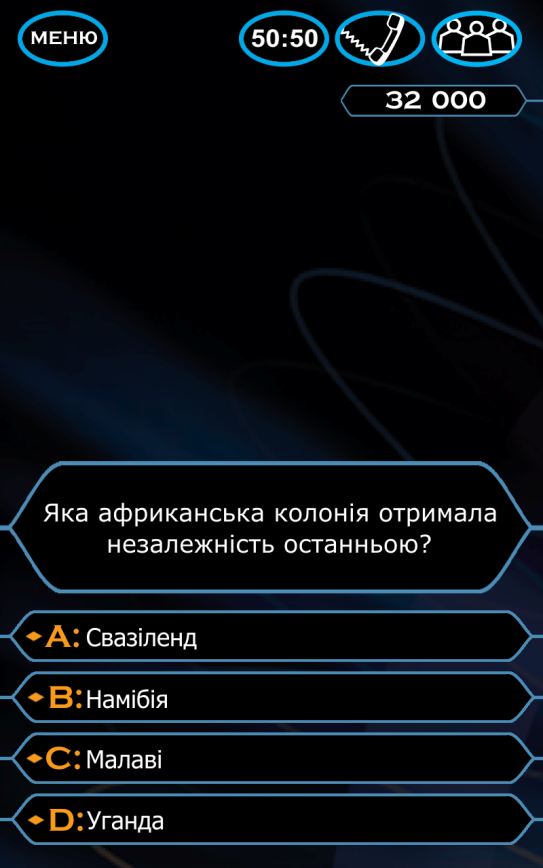 МЕНЮ
50:50
32 000
Яка африканська колонія отримала
незалежність останньою?
A: Свазіленд
B: Намібія
C: Малаві
D: Уганда